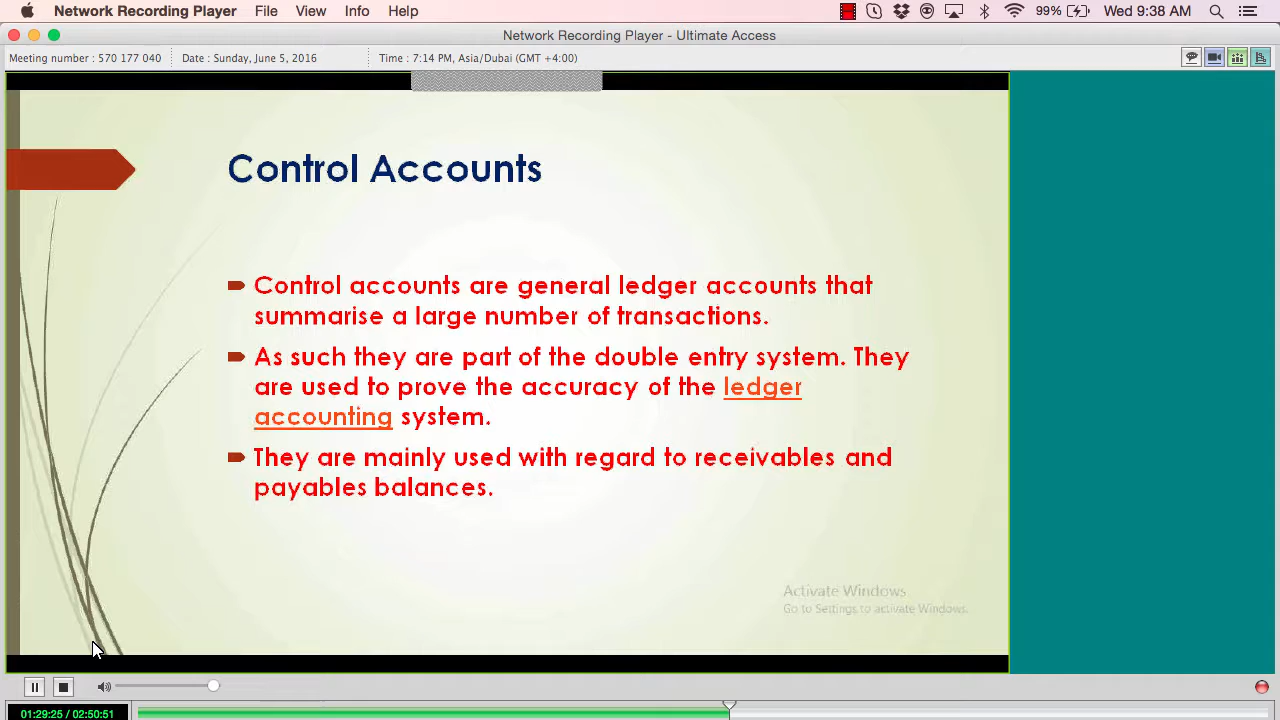 Network Recording Player File View Info Help 99% Wed 9:38 AM
Network Recording Player - Ultimate Access
Meeting number : 570 177 040 Date : Sunday, June 5, 2016 Time : 7:14 PM, Asia/Dubai (GMT +4:00)
Control Accounts
Control accounts are general ledger accounts that
summarise a large number of transactions.
As such they are part of the double entry system. They
are used to prove the accuracy of the ledger
accounting system.
They are mainly used with regard to receivables and
payables balances.
Activate Windows
Go to Settings to activate Windows.
01:29:25 / 02:50:51